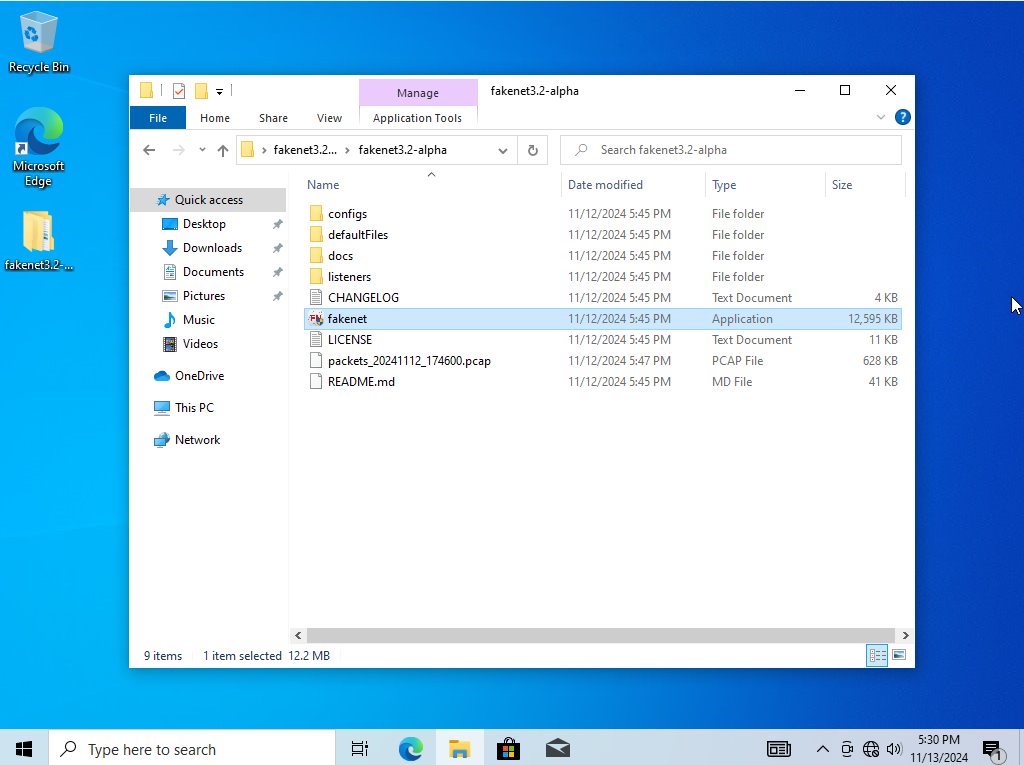 Recycle Bin
Microsoft
Edge
fakenet3.2-...
Manage
fakenet3.2-alpha
File
Home
Share
View
Application Tools
?
fakenet3.2... › fakenet3.2-alpha
Search fakenet3.2-alpha
Name Date modified Type Size
Quick access
Desktop
Downloads
Documents
Pictures
Music
Videos
OneDrive
This PC
Network
configs 11/12/2024 5:45 PM File folder
defaultFiles 11/12/2024 5:45 PM File folder
docs 11/12/2024 5:45 PM File folder
listeners 11/12/2024 5:45 PM File folder
CHANGELOG 11/12/2024 5:45 PM Text Document 4 KB
fakenet 11/12/2024 5:45 PM Application 12,595 KB
LICENSE 11/12/2024 5:45 PM Text Document 11 KB
packets_20241112_174600.pcap 11/12/2024 5:47 PM PCAP File 628 KB
README.md 11/12/2024 5:45 PM MD File 41 KB
9 items 1 item selected 12.2 MB
Type here to search
5:30 PM
11/13/2024
1